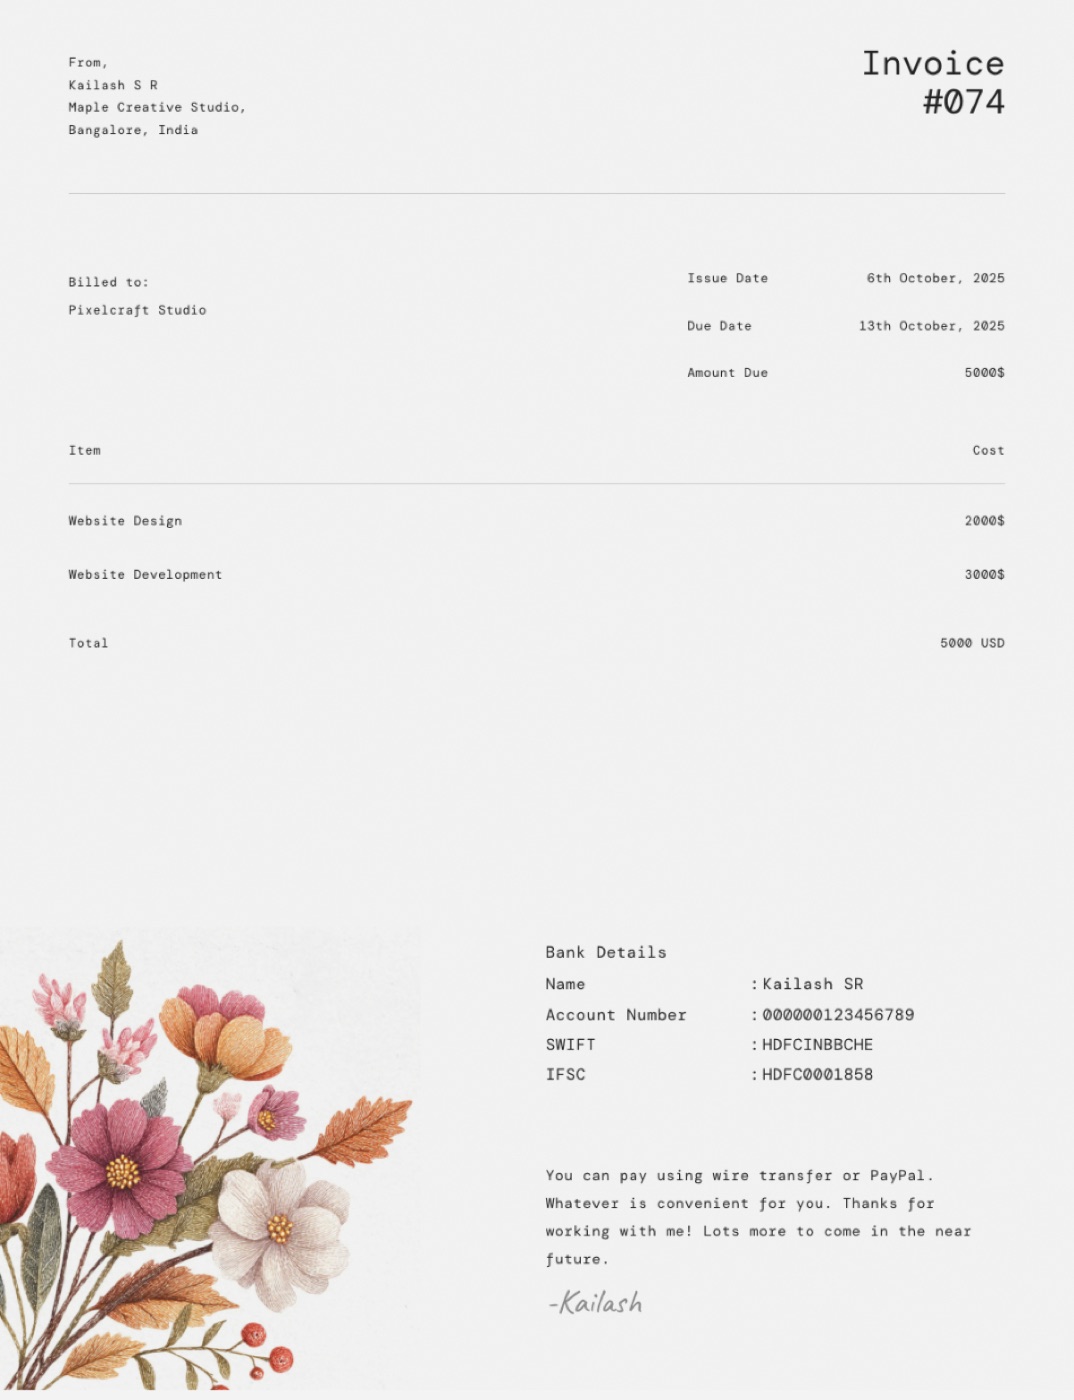 From,
Kailash S R
Maple Creative Studio,
Bangalore, India
Invoice
#074
Billed to:
Pixelcraft Studio
Issue Date 6th October, 2025
Due Date 13th October, 2025
Amount Due 5000$
Item Cost
Website Design 2000$
Website Development 3000$
Total 5000 USD
Bank Details
Name : Kailash SR
Account Number : 000000123456789
SWIFT : HDFCINBBCHE
IFSC : HDFC0001858
You can pay using wire transfer or PayPal.
Whatever is convenient for you. Thanks for
working with me! Lots more to come in the near
future.
-Kailash